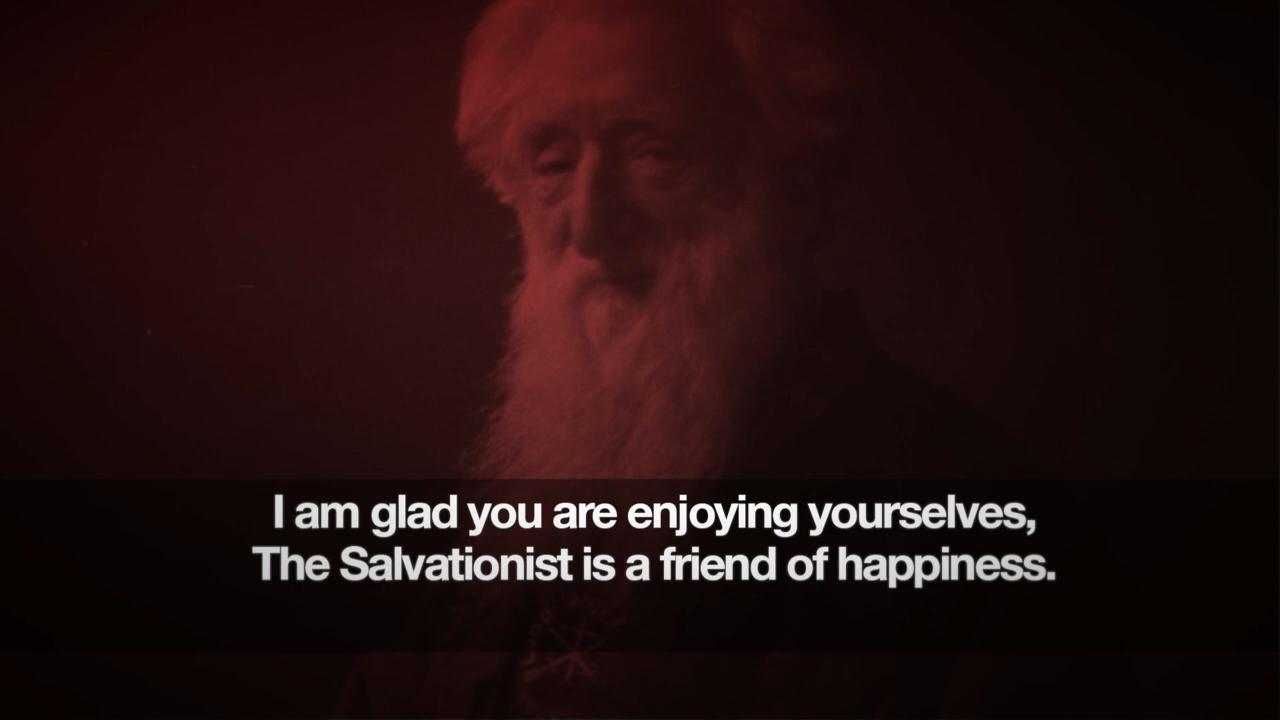 I am glad you are enjoying yourselves,
The Salvationist is a friend of happiness.